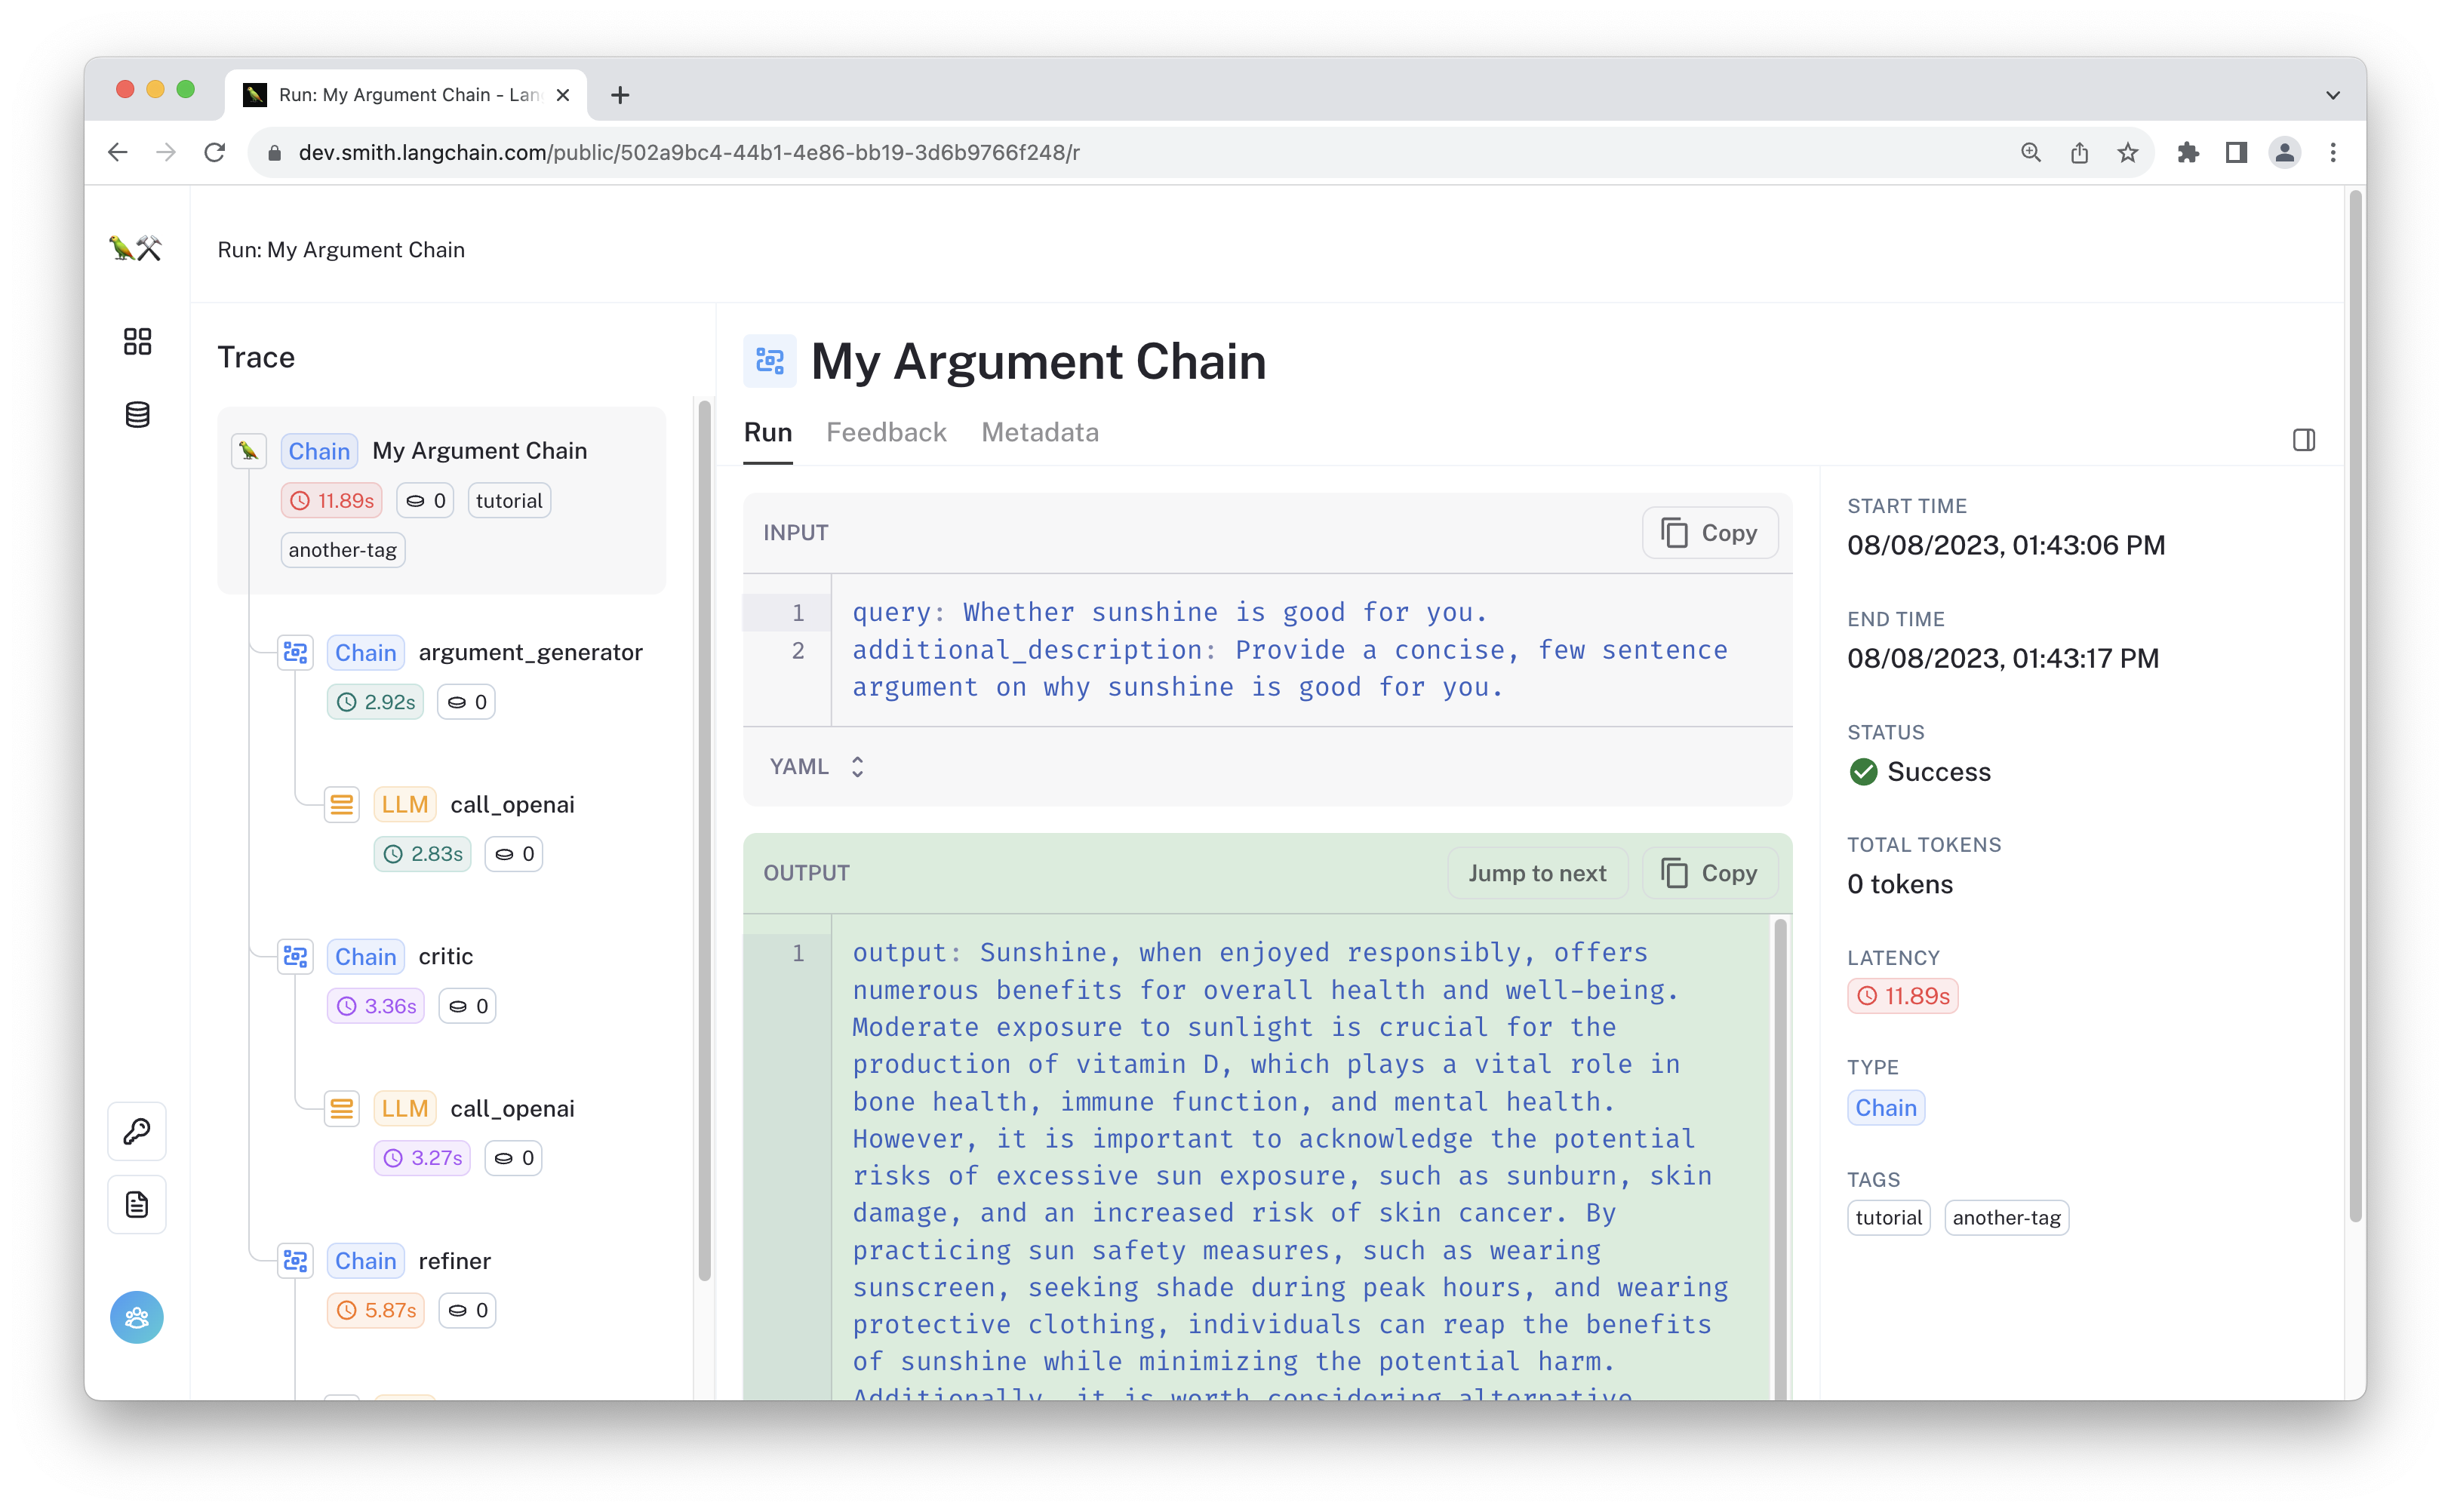 Run: My Argument Chain - Lan
dev.smith.langchain.com/public/502a9bc4-44b1-4e86-bb19-3d6b9766f248/r
Run: My Argument Chain
Trace
Chain My Argument Chain
11.89s 0 tutorial
another-tag
Chain argument_generator
2.92s 0
LLM call_openai
2.83s 0
Chain critic
3.36s 0
LLM call_openai
3.27s 0
Chain refiner
5.87s 0
My Argument Chain
Run Feedback Metadata
INPUT Copy
1 query: Whether sunshine is good for you.
2 additional_description: Provide a concise, few sentence
argument on why sunshine is good for you.
YAML
OUTPUT Jump to next Copy
1 output: Sunshine, when enjoyed responsibly, offers
numerous benefits for overall health and well-being.
Moderate exposure to sunlight is crucial for the
production of vitamin D, which plays a vital role in
bone health, immune function, and mental health.
However, it is important to acknowledge the potential
risks of excessive sun exposure, such as sunburn, skin
damage, and an increased risk of skin cancer. By
practicing sun safety measures, such as wearing
sunscreen, seeking shade during peak hours, and wearing
protective clothing, individuals can reap the benefits
of sunshine while minimizing the potential harm.
Additionally, it is worth considering alternative
START TIME
08/08/2023, 01:43:06 PM
END TIME
08/08/2023, 01:43:17 PM
STATUS
Success
TOTAL TOKENS
0 tokens
LATENCY
11.89s
TYPE
Chain
TAGS
tutorial another-tag